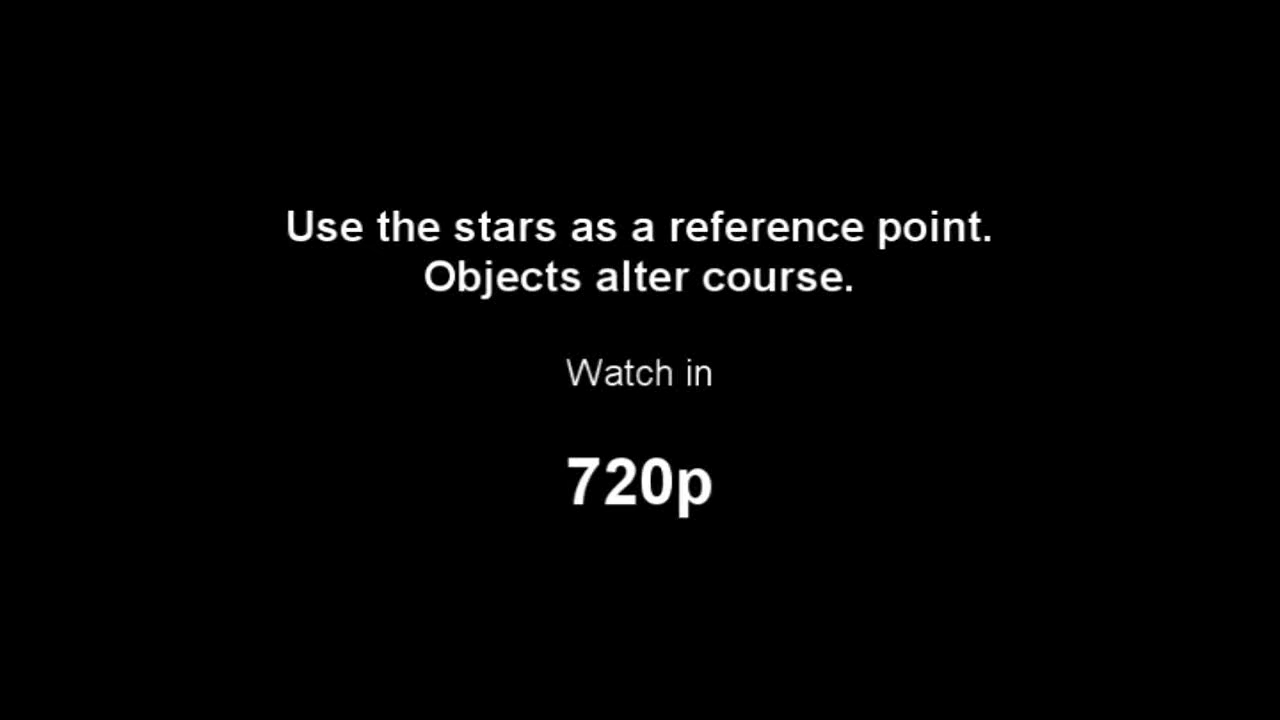 Use the stars as a reference point.
Objects alter course.
Watch in
720p